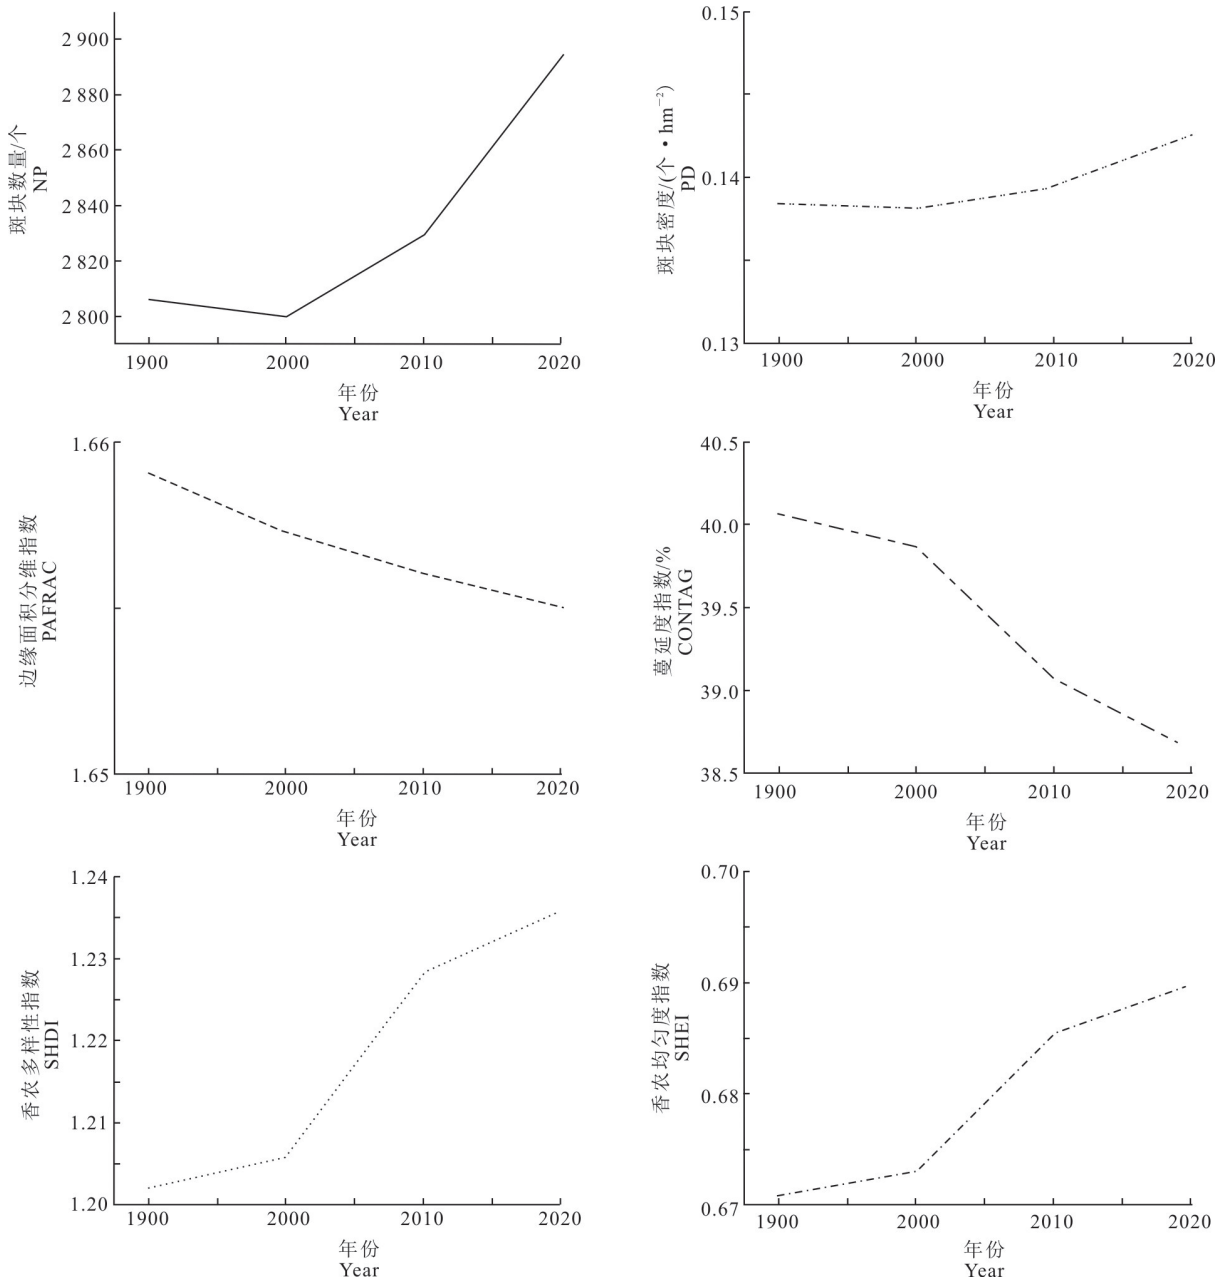 2 900
2 880
2 860
2 840
2 820
2 800
斑块数量/个
NP
1900
2000
2010
2020
年份
Year
0.15
0.14
0.13
斑块密度/(个•hm⁻²)
PD
1900
2000
2010
2020
年份
Year
1.66
1.65
边缘面积分维指数
PAFRAC
1900
2000
2010
2020
年份
Year
40.5
40.0
39.5
39.0
38.5
蔓延度指数/%
CONTAG
1900
2000
2010
2020
年份
Year
1.24
1.23
1.22
1.21
1.20
香农多样性指数
SHDI
1900
2000
2010
2020
年份
Year
0.70
0.69
0.68
0.67
香农均匀度指数
SHEI
1900
2000
2010
2020
年份
Year